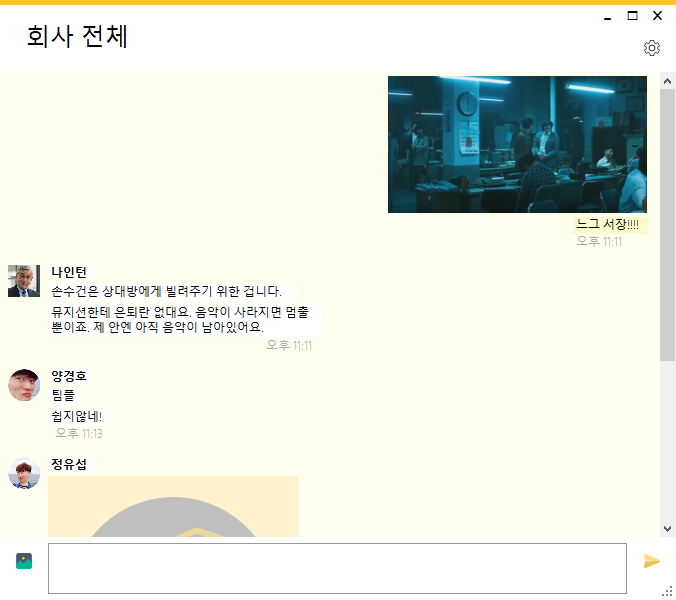 회사 전체
느그 서장!!!!
오후 11:11
나인턴
손수건은 상대방에게 빌려주기 위한 겁니다.
뮤지션한테 은퇴란 없대요. 음악이 사라지면 멈출
뿐이죠. 제 안엔 아직 음악이 남아있어요.
오후 11:11
양경호
팀플
쉽지않네!
오후 11:13
정유섭